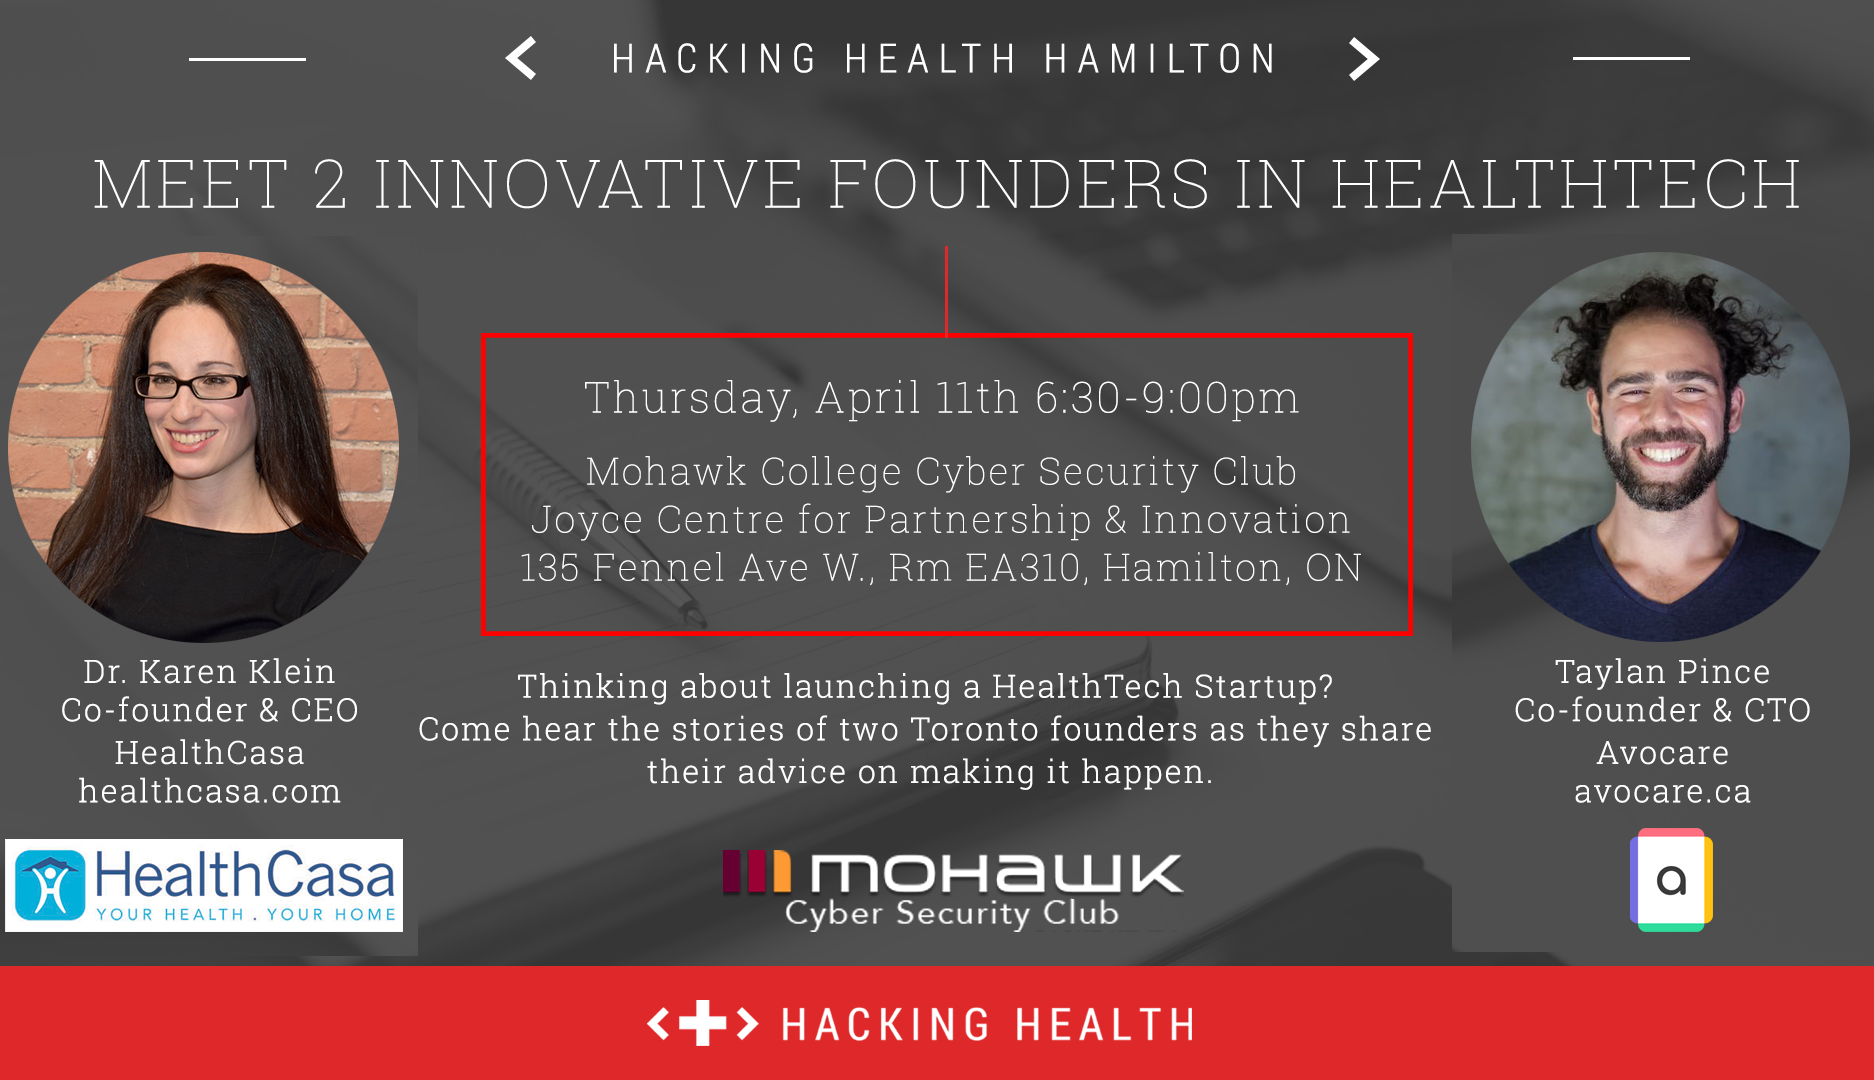 < HACKING HEALTH HAMILTON >
MEET 2 INNOVATIVE FOUNDERS IN HEALTHTECH
Thursday, April 11th 6:30-9:00pm
Mohawk College Cyber Security Club
Joyce Centre for Partnership & Innovation
135 Fennel Ave W., Rm EA310, Hamilton, ON
Dr. Karen Klein
Co-founder & CEO
HealthCasa
healthcasa.com
HealthCasa
YOUR HEALTH . YOUR HOME
Thinking about launching a HealthTech Startup?
Come hear the stories of two Toronto founders as they share
their advice on making it happen.
mohawk
Cyber Security Club
Taylan Pince
Co-founder & CTO
Avocare
avocare.ca
a
<+> HACKING HEALTH